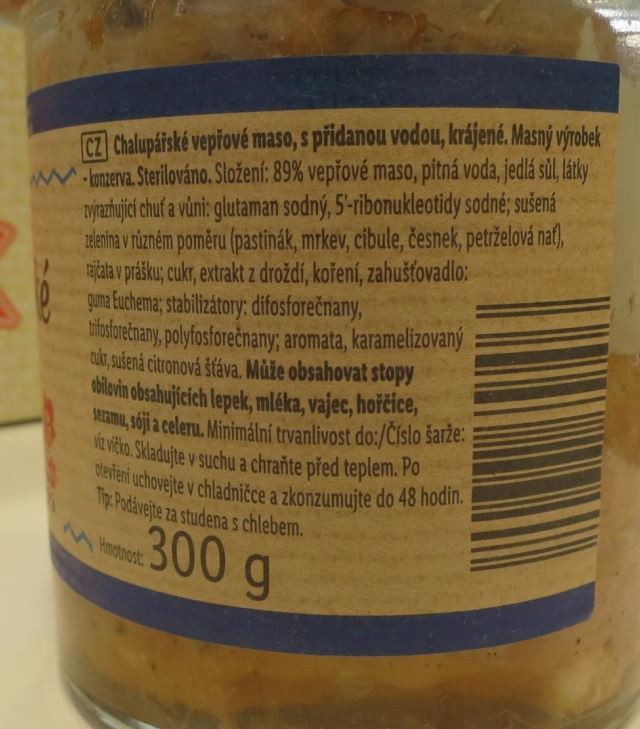 CZ Chalupářské vepřové maso, s přidanou vodou, krájené. Masný výrobek
- konzerva. Sterilováno. Složení: 89% vepřové maso, pitná voda, jedlá sůl, látky
zvýrazňující chuť a vůni: glutaman sodný, 5'-ribonukleotidy sodné; sušená
zelenina v různém poměru (pastinák, mrkev, cibule, česnek, petrželová nať),
rajčata v prášku; cukr, extrakt z droždí, koření, zahušťovadlo:
guma Euchema; stabilizátory: difosforečnany,
trifosforečnany, polyfosforečnany; aromata, karamelizovaný
cukr, sušená citronová šťáva. Může obsahovat stopy
obilovin obsahujících lepek, mléka, vajec, hořčice,
sezamu, sóji a celeru. Minimální trvanlivost do:/Číslo šarže:
viz víčko. Skladujte v suchu a chraňte před teplem. Po
otevření uchovejte v chladničce a zkonzumujte do 48 hodin.
Tip: Podávejte za studena s chlebem.
Hmotnost: 300 g